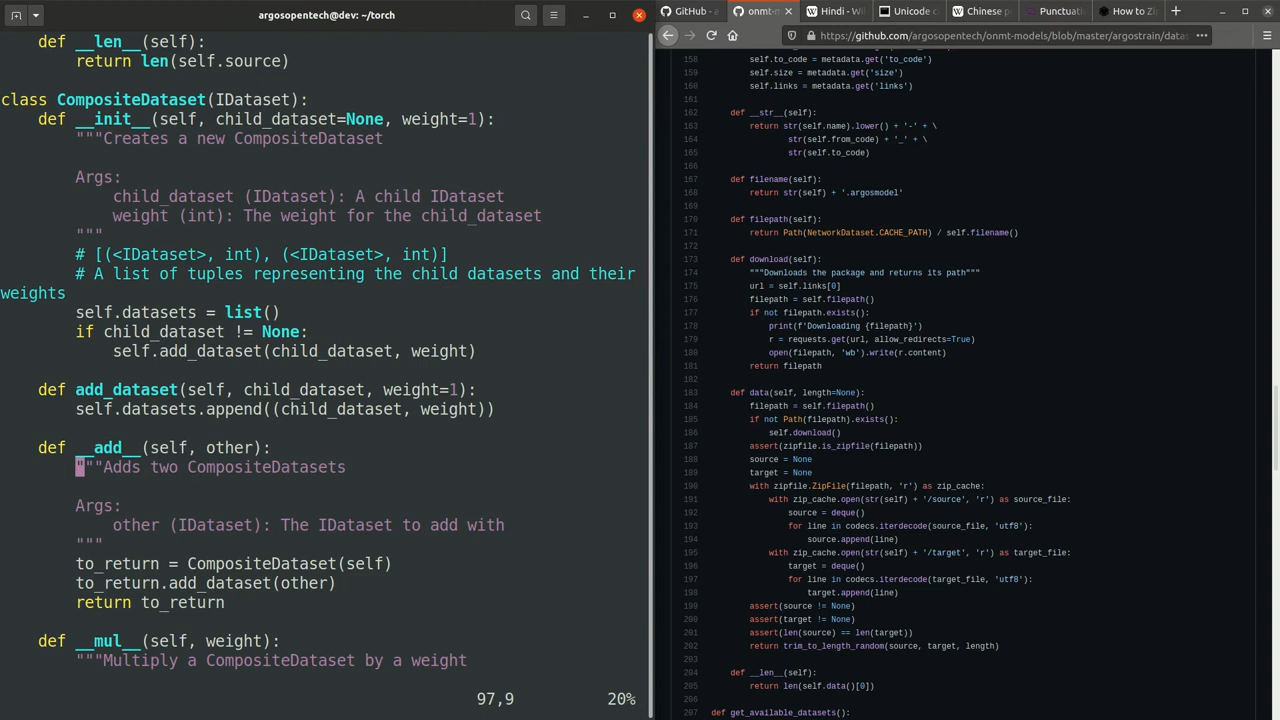 argosopentech@dev: ~/torch
def __len__(self):
return len(self.source)
class CompositeDataset(IDataset):
def __init__(self, child_dataset=None, weight=1):
"""Creates a new CompositeDataset
Args:
child_dataset (IDataset): A child IDataset
weight (int): The weight for the child_dataset
"""
# [(<IDataset>, int), (<IDataset>, int)]
# A list of tuples representing the child datasets and their
weights
self.datasets = list()
if child_dataset != None:
self.add_dataset(child_dataset, weight)
def add_dataset(self, child_dataset, weight=1):
self.datasets.append((child_dataset, weight))
def __add__(self, other):
"""Adds two CompositeDatasets
Args:
other (IDataset): The IDataset to add with
"""
to_return = CompositeDataset(self)
to_return.add_dataset(other)
return to_return
def __mul__(self, weight):
"""Multiply a CompositeDataset by a weight
97,9 20%
GitHub - onmt-m Hindi - Wi Unicode c Chinese p Punctuati How to Zi
https://github.com/argosopentech/onmt-models/blob/master/argostrain/datas
158 self.to_code = metadata.get('to_code')
159 self.size = metadata.get('size')
160 self.links = metadata.get('links')
161
162 def __str__(self):
163 return str(self.name).lower() + '-' + \
164 str(self.from_code) + '_' + \
165 str(self.to_code)
166
167 def filename(self):
168 return str(self) + '.argosmodel'
169
170 def filepath(self):
171 return Path(NetworkDataset.CACHE_PATH) / self.filename()
172
173 def download(self):
174 """Downloads the package and returns its path"""
175 url = self.links[0]
176 filepath = self.filepath()
177 if not filepath.exists():
178 print(f'Downloading {filepath}')
179 r = requests.get(url, allow_redirects=True)
180 open(filepath, 'wb').write(r.content)
181 return filepath
182
183 def data(self, length=None):
184 filepath = self.filepath()
185 if not Path(filepath).exists():
186 self.download()
187 assert(zipfile.is_zipfile(filepath))
188 source = None
189 target = None
190 with zipfile.ZipFile(filepath, 'r') as zip_cache:
191 with zip_cache.open(str(self) + '/source', 'r') as source_file:
192 source = deque()
193 for line in codecs.iterdecode(source_file, 'utf8'):
194 source.append(line)
195 with zip_cache.open(str(self) + '/target', 'r') as target_file:
196 target = deque()
197 for line in codecs.iterdecode(target_file, 'utf8'):
198 target.append(line)
199 assert(source != None)
200 assert(target != None)
201 assert(len(source) == len(target))
202 return trim_to_length_random(source, target, length)
203
204 def __len__(self):
205 return len(self.data()[0])
206
207 def get_available_datasets():